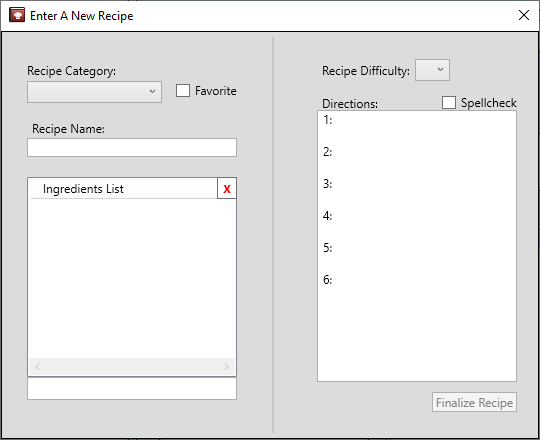 Enter A New Recipe
Recipe Category:
Favorite
Recipe Name:
Ingredients List
X
Recipe Difficulty:
Directions:
Spellcheck
1:
2:
3:
4:
5:
6:
Finalize Recipe